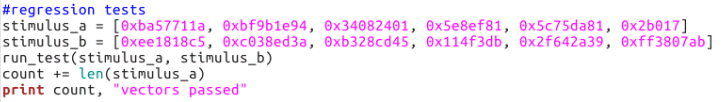 #regression tests
stimulus_a = [0xba57711a, 0xbf9b1e94, 0x34082401, 0x5e8ef81, 0x5c75da81, 0x2b017]
stimulus_b = [0xee1818c5, 0xc038ed3a, 0xb328cd45, 0x114f3db, 0x2f642a39, 0xff3807ab]
run_test(stimulus_a, stimulus_b)
count += len(stimulus_a)
print count, "vectors passed"